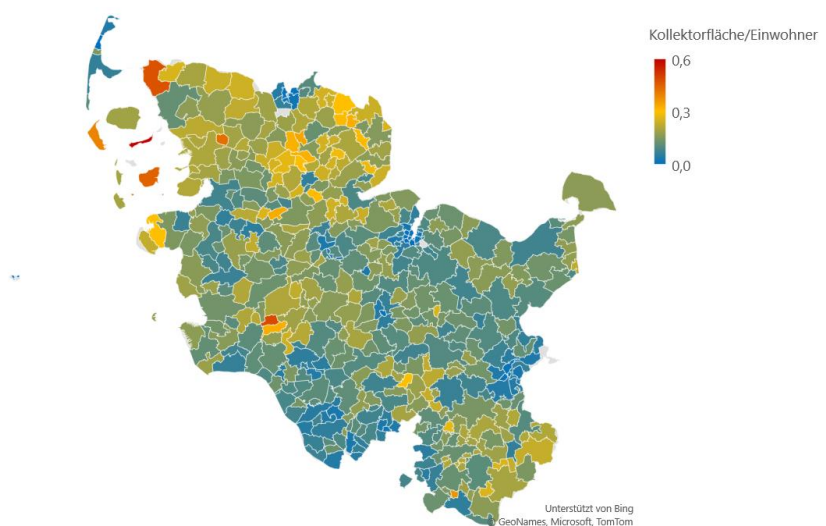 Kollektorfläche/Einwohner
0,6
0,3
0,0
Unterstützt von Bing
© GeoNames, Microsoft, TomTom